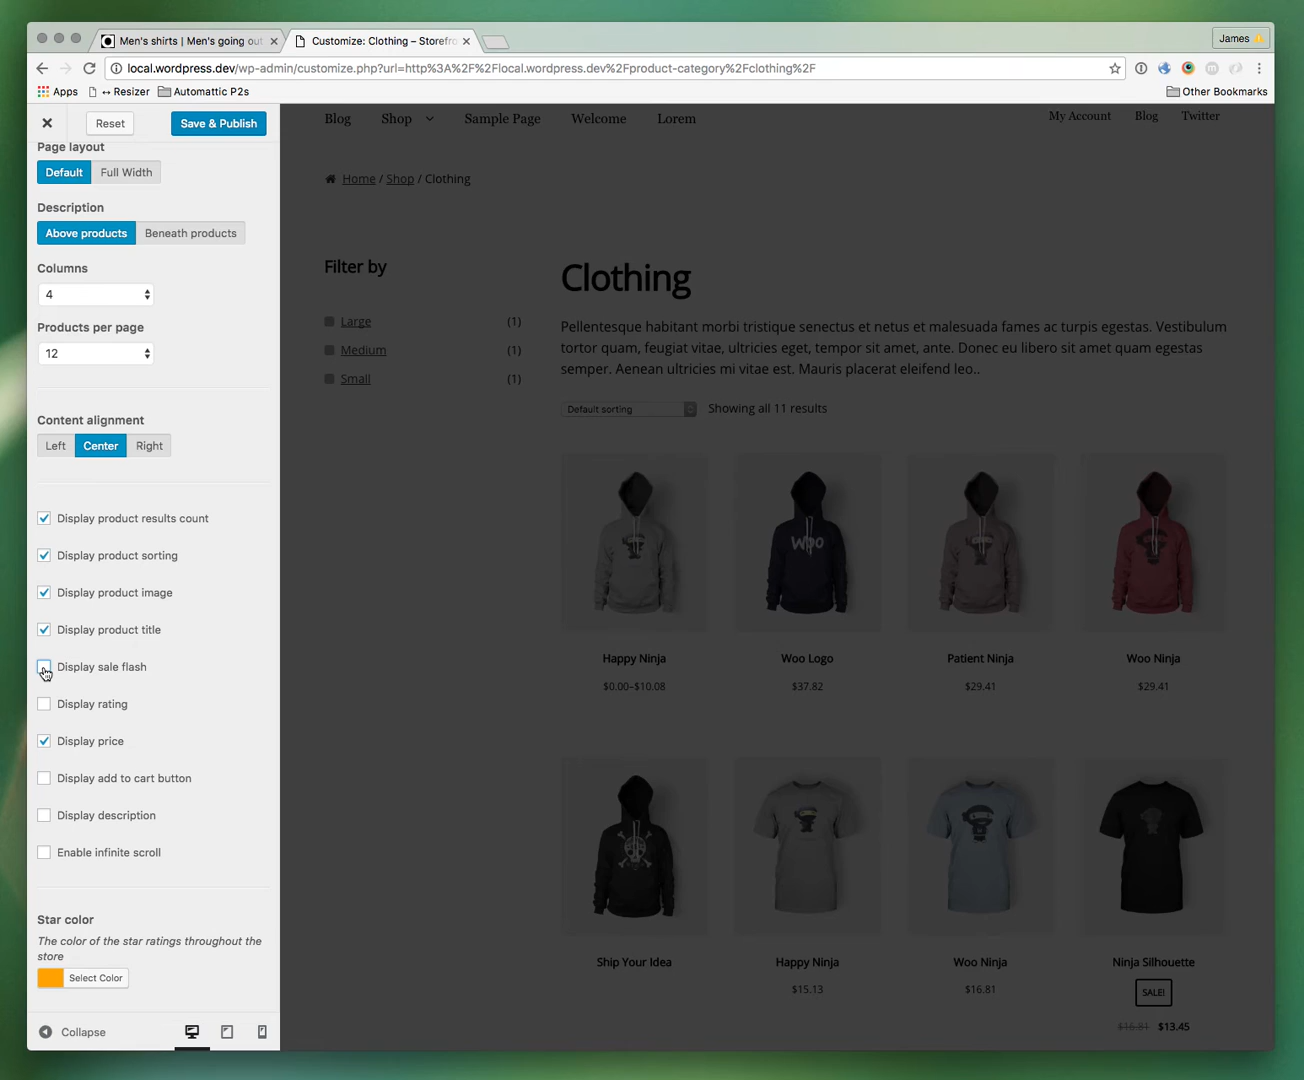 Men's shirts | Men's going out
Customize: Clothing – Storefro
James
local.wordpress.dev/wp-admin/customize.php?url=http%3A%2F%2Flocal.wordpress.dev%2Fproduct-category%2Fclothing%2F
Apps
↔ Resizer
Automattic P2s
Other Bookmarks
Reset
Save & Publish
Page layout
Default
Full Width
Description
Above products
Beneath products
Columns
4
Products per page
12
Content alignment
Left
Center
Right
Display product results count
Display product sorting
Display product image
Display product title
Display sale flash
Display rating
Display price
Display add to cart button
Display description
Enable infinite scroll
Star color
The color of the star ratings throughout the
store
Select Color
Collapse
Blog
Shop
Sample Page
Welcome
Lorem
My Account
Blog
Twitter
Home / Shop / Clothing
Filter by
Large (1)
Medium (1)
Small (1)
Clothing
Pellentesque habitant morbi tristique senectus et netus et malesuada fames ac turpis egestas. Vestibulum
tortor quam, feugiat vitae, ultricies eget, tempor sit amet, ante. Donec eu libero sit amet quam egestas
semper. Aenean ultricies mi vitae est. Mauris placerat eleifend leo..
Default sorting
Showing all 11 results
WOO
Happy Ninja
$0.00–$10.08
Woo Logo
$37.82
Patient Ninja
$29.41
Woo Ninja
$29.41
Ship Your Idea
Happy Ninja
$15.13
Woo Ninja
$16.81
Ninja Silhouette
SALE!
$16.81 $13.45